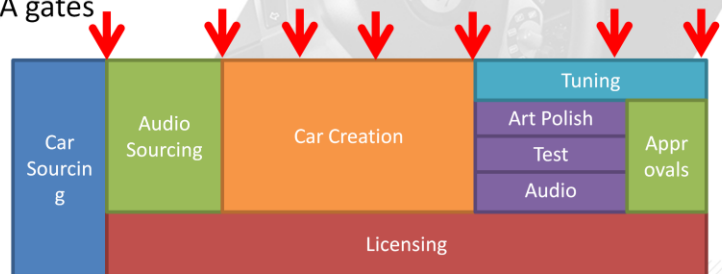 A gates
Car
Sourcin
g
Audio
Sourcing
Car Creation
Tuning
Art Polish
Test
Audio
Appr
ovals
Licensing